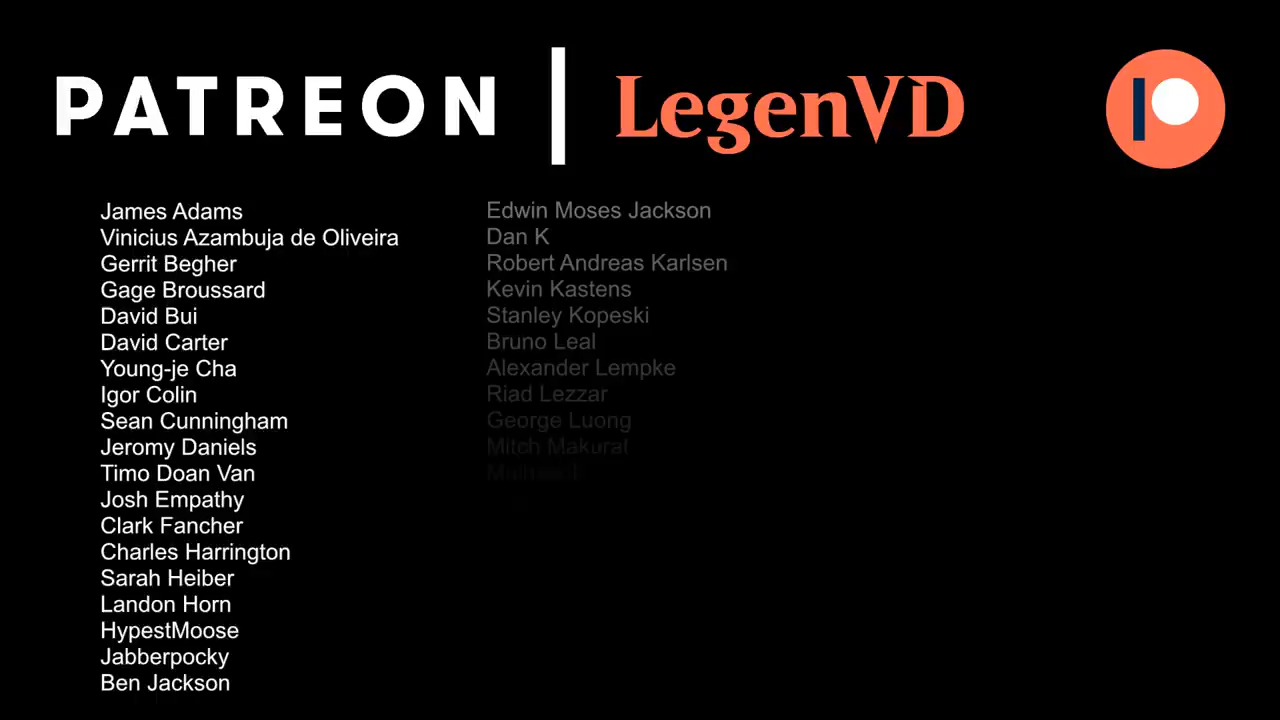 PATREON | LegenVD
James Adams
Vinicius Azambuja de Oliveira
Gerrit Begher
Gage Broussard
David Bui
David Carter
Young-je Cha
Igor Colin
Sean Cunningham
Jeromy Daniels
Timo Doan Van
Josh Empathy
Clark Fancher
Charles Harrington
Sarah Heiber
Landon Horn
HypestMoose
Jabberpocky
Ben Jackson
Edwin Moses Jackson
Dan K
Robert Andreas Karlsen
Kevin Kastens
Stanley Kopeski
Bruno Leal
Alexander Lempke
Riad Lezzar
George Luong
Mitch Makurat